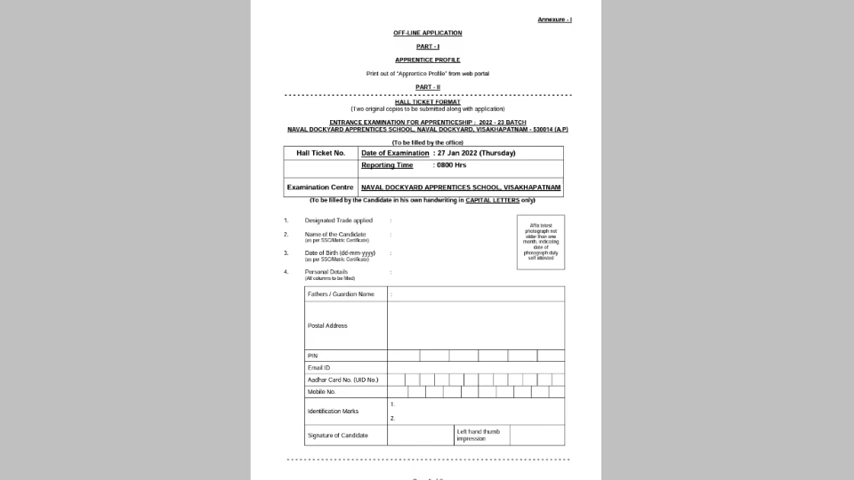 Annexure - I
OFF-LINE APPLICATION
PART - I
APPRENTICE PROFILE
Print out of "Apprentice Profile" from web portal
PART - II
HALL TICKET FORMAT
(Two original copies to be submitted along with application)
ENTRANCE EXAMINATION FOR APPRENTICESHIP : 2022 - 23 BATCH
NAVAL DOCKYARD APPRENTICES SCHOOL, NAVAL DOCKYARD, VISAKHAPATNAM - 530014 (A.P)
(To be filled by the office)
Hall Ticket No. Date of Examination : 27 Jan 2022 (Thursday)
Reporting Time : 0800 Hrs
Examination Centre NAVAL DOCKYARD APPRENTICES SCHOOL, VISAKHAPATNAM
(To be filled by the Candidate in his own handwriting in CAPITAL LETTERS only)
1. Designated Trade applied :
2. Name of the Candidate :
(as per SSC/Matric Certificate)
3. Date of Birth (dd-mm-yyyy) :
(as per SSC/Matric Certificate)
4. Personal Details :
(All columns to be filled)
Affix latest
photograph not
older than one
month, indicating
date of
photograph duly
self attested
Fathers / Guardian Name :
Postal Address
PIN
Email ID
Aadhar Card No. (UID No.)
Mobile No.
Identification Marks
1.
2.
Signature of Candidate
Left hand thumb
impression